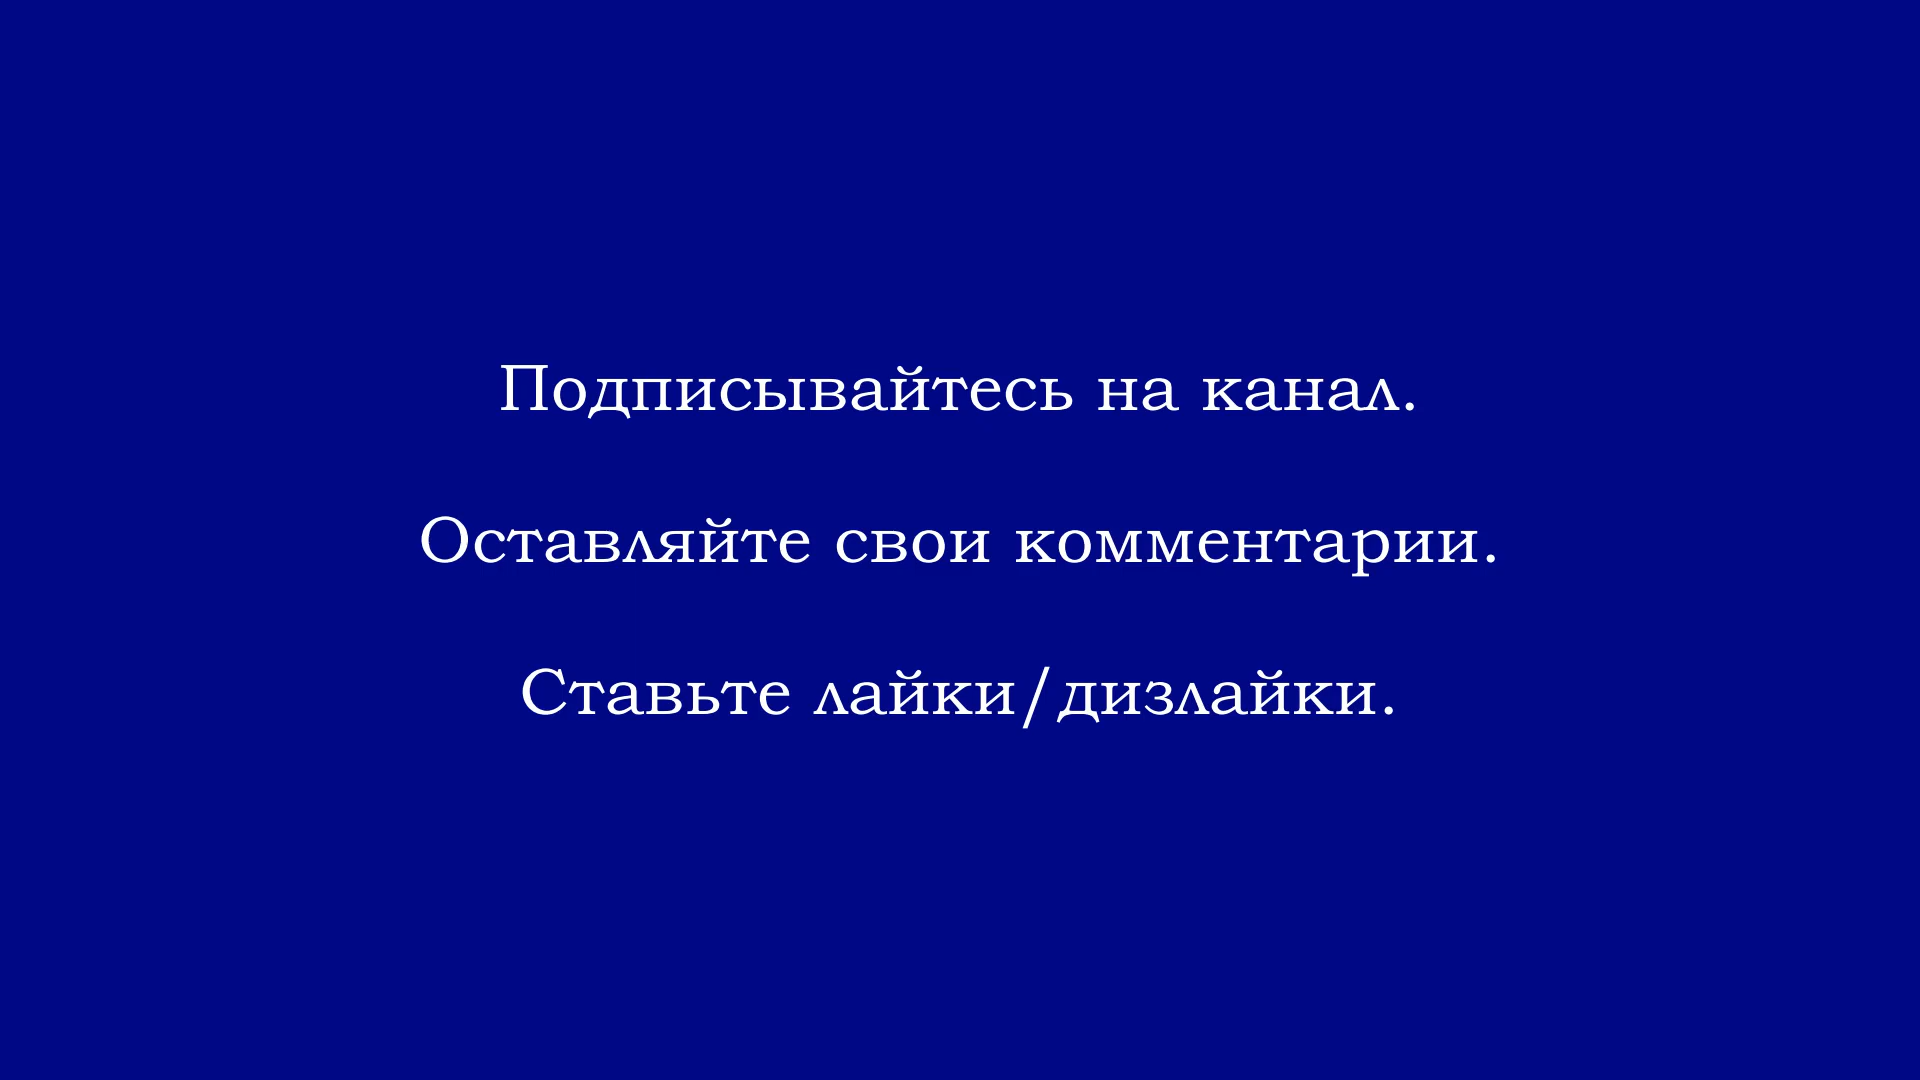 Подписывайтесь на канал.
Оставляйте свои комментарии.
Ставьте лайки/дизлайки.